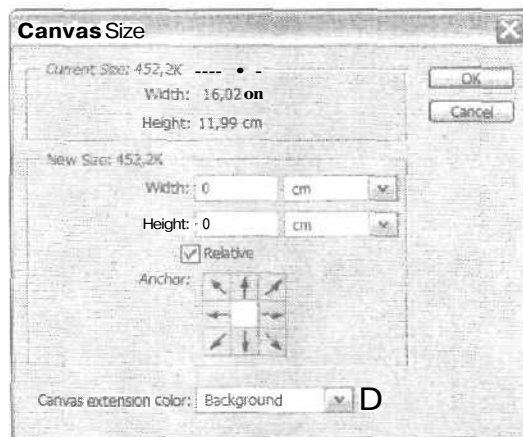 Canvas Size
Current Size: 452,2K ---- • -
OK
Width: 16,02 on
Cancel
Height: 11,99 cm
New Size: 452,2K
Width: 0 cm
Height: 0 cm
Relative
Anchor:
Canvas extension color: Background D